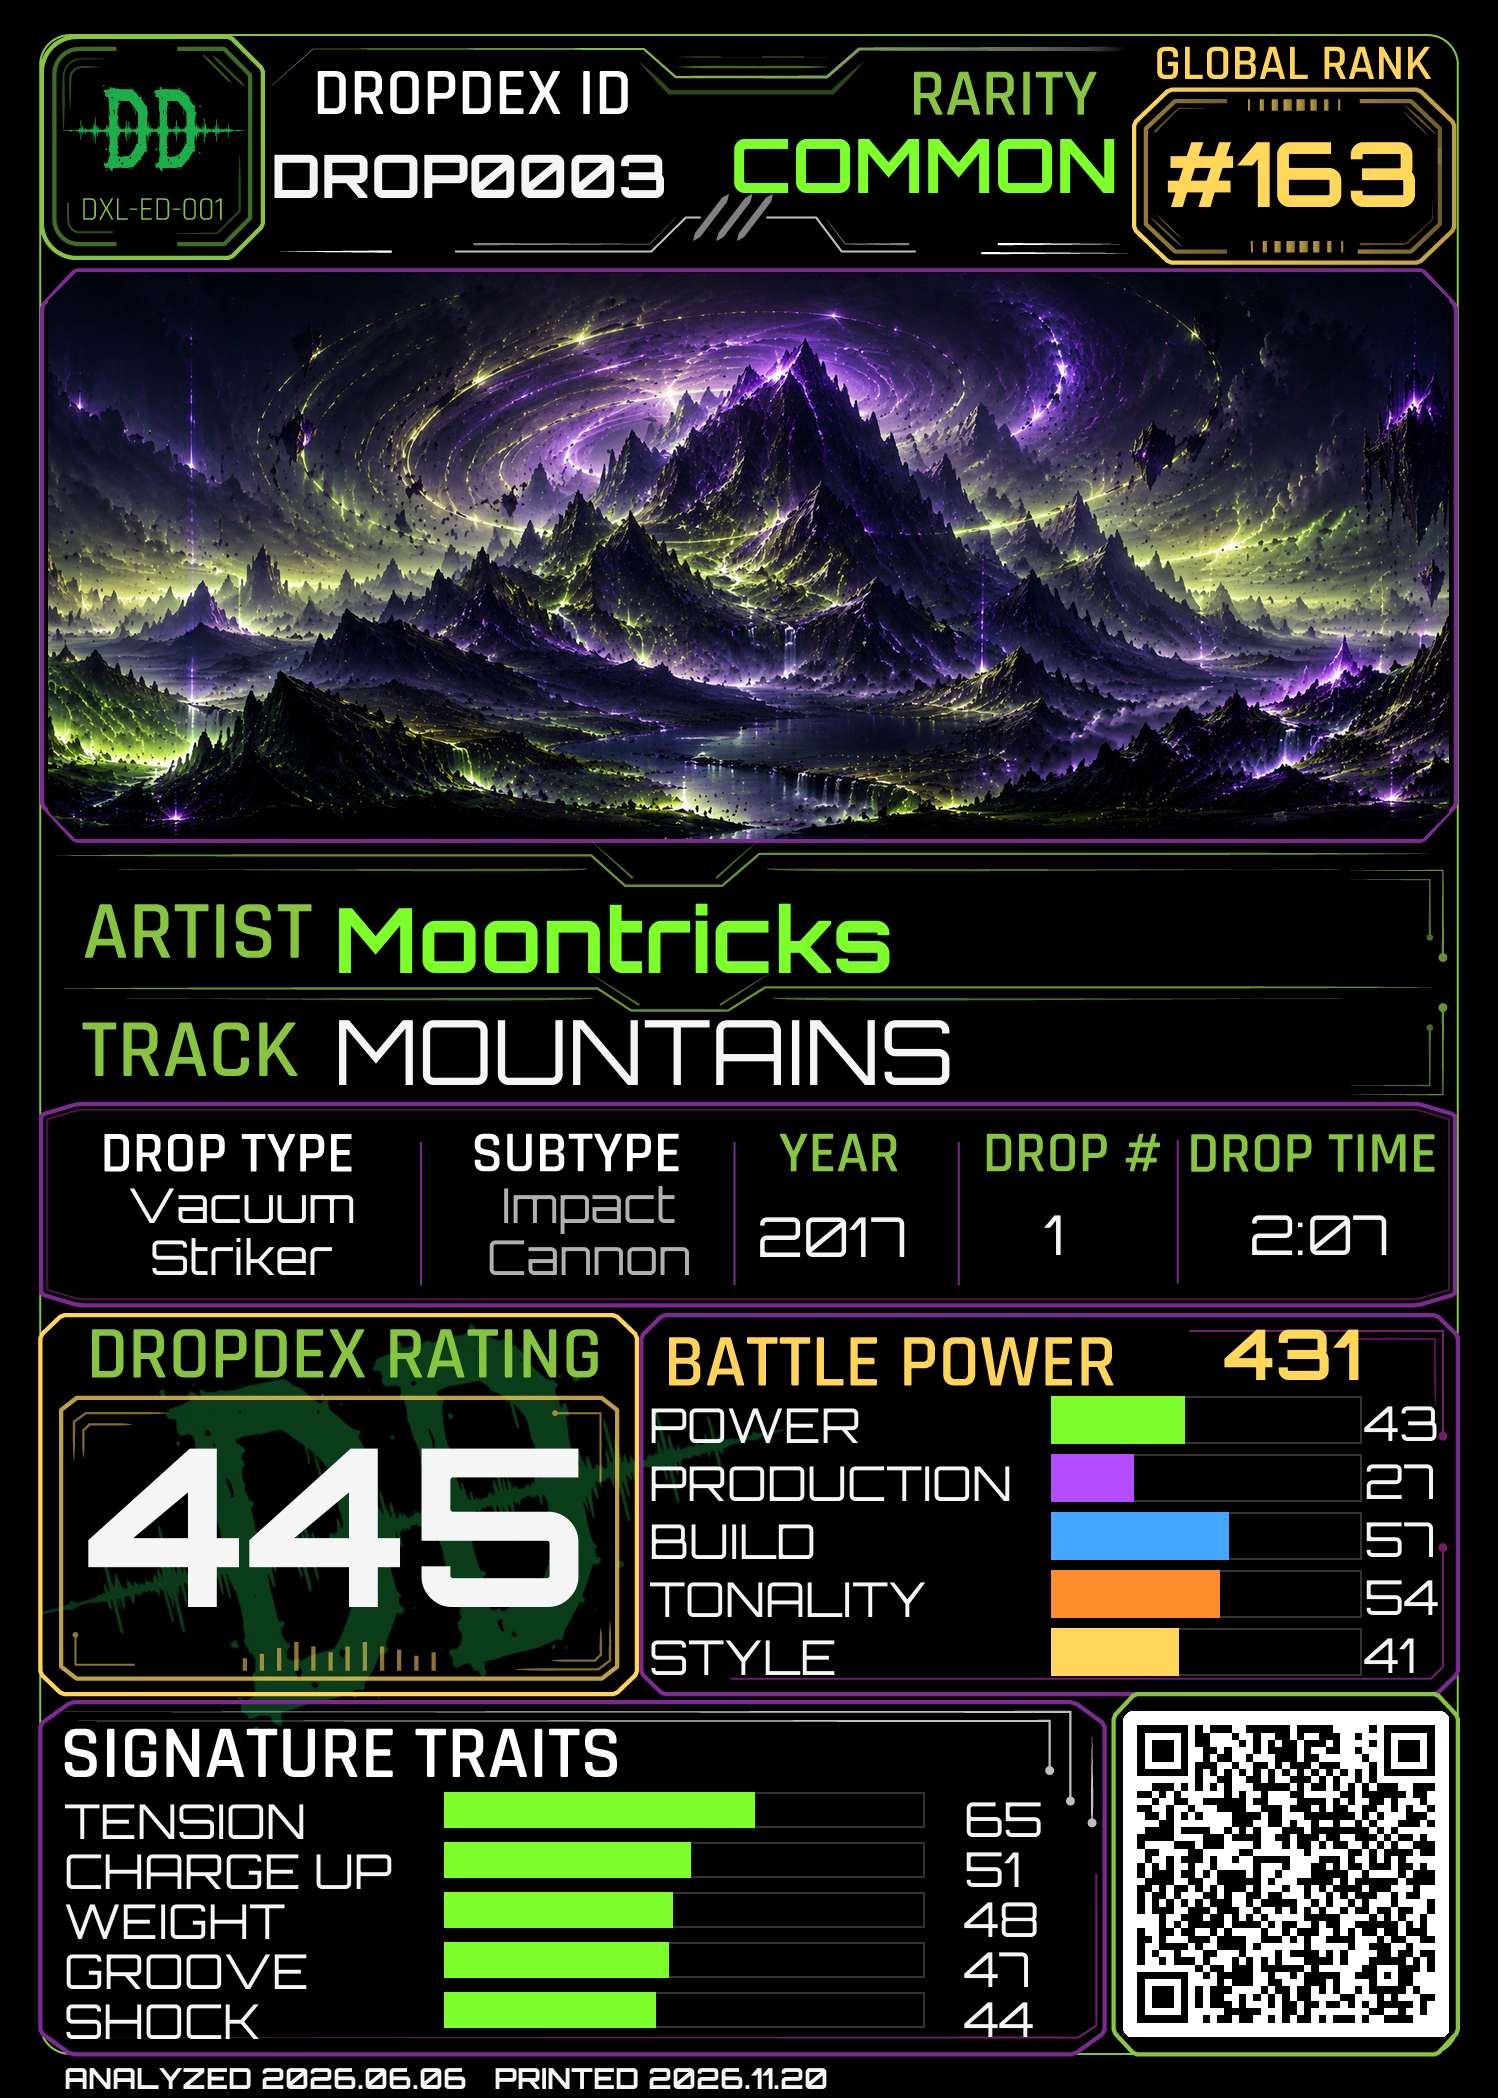 DD
DXL-ED-001
DROPDEX ID
DROP0003
RARITY
COMMON
GLOBAL RANK
#163
ARTIST Moontricks
TRACK MOUNTAINS
DROP TYPE
Vacuum
Striker
SUBTYPE
Impact
Cannon
YEAR
2017
DROP #
1
DROP TIME
2:07
DROPDEX RATING
445
BATTLE POWER 431
POWER 43
PRODUCTION 27
BUILD 57
TONALITY 54
STYLE 41
SIGNATURE TRAITS
TENSION 65
CHARGE UP 51
WEIGHT 48
GROOVE 47
SHOCK 44
ANALYZED 2026.06.06 PRINTED 2026.11.20